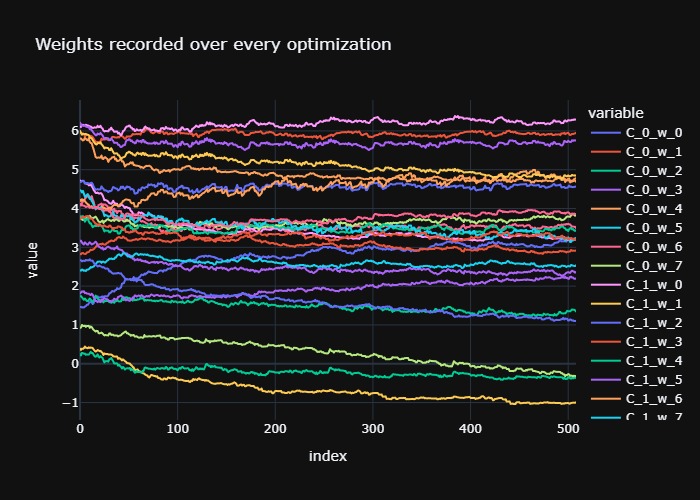 Weights recorded over every optimization
variable
C_0_w_0
C_0_w_1
C_0_w_2
C_0_w_3
C_0_w_4
C_0_w_5
C_0_w_6
C_0_w_7
C_1_w_0
C_1_w_1
C_1_w_2
C_1_w_3
C_1_w_4
C_1_w_5
C_1_w_6
C_1_w_7
value
6
5
4
3
2
1
0
−1
0 100 200 300 400 500
index